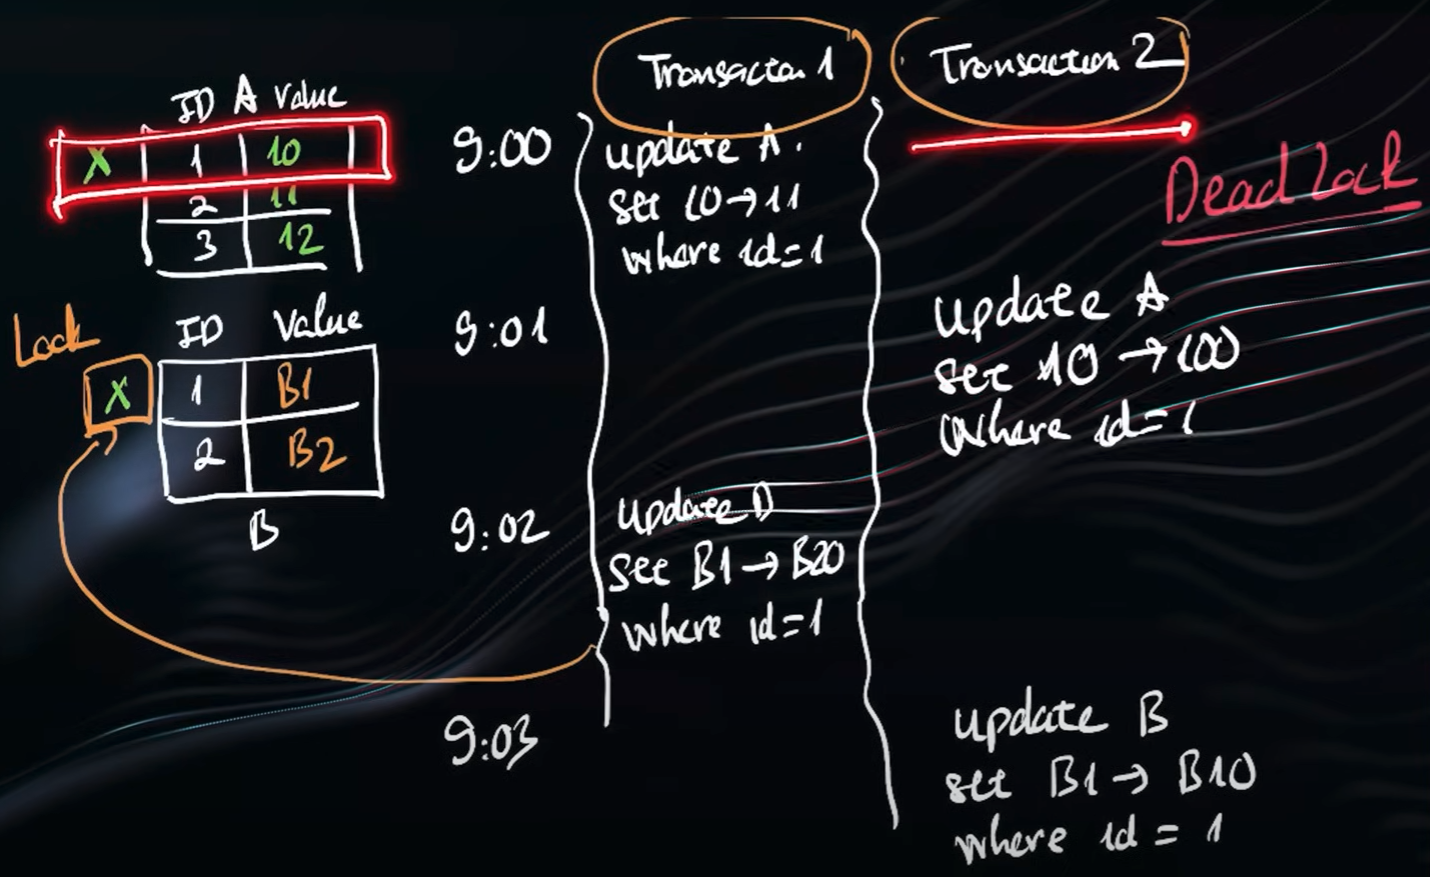 Transaction 1
Transaction 2
ID A Value
X 1 10
2 11
3 12
9:00
update A.
set 10→11
where id=1
Deadlock
Lock
ID Value
X 1 B1
2 B2
B
9:01
update A
set 10 → 100
Where id=1
9:02
update
set B1 → B20
where id=1
9:03
update B
set B1 → B10
where id = 1